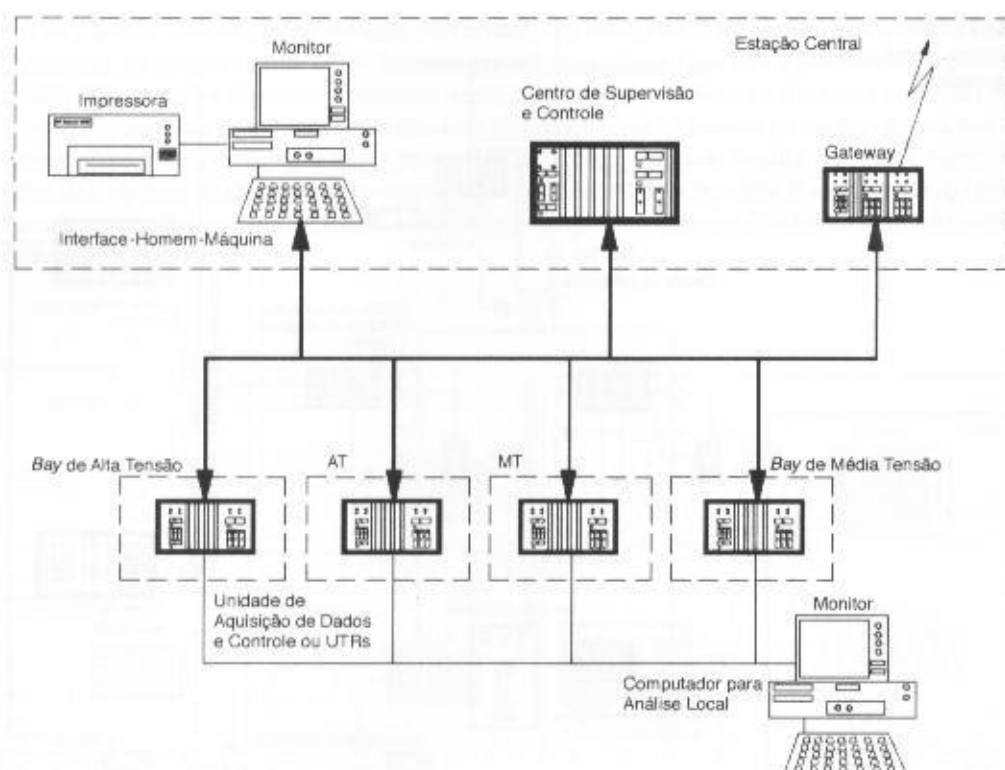 Monitor
Estação Central
Impressora
Centro de Supervisão
e Controle
Gateway
Interface-Homem-Máquina
Bay de Alta Tensão
AT
MT
Bay de Média Tensão
Unidade de
Aquisição de Dados
e Controle ou UTRs
Monitor
Computador para
Análise Local